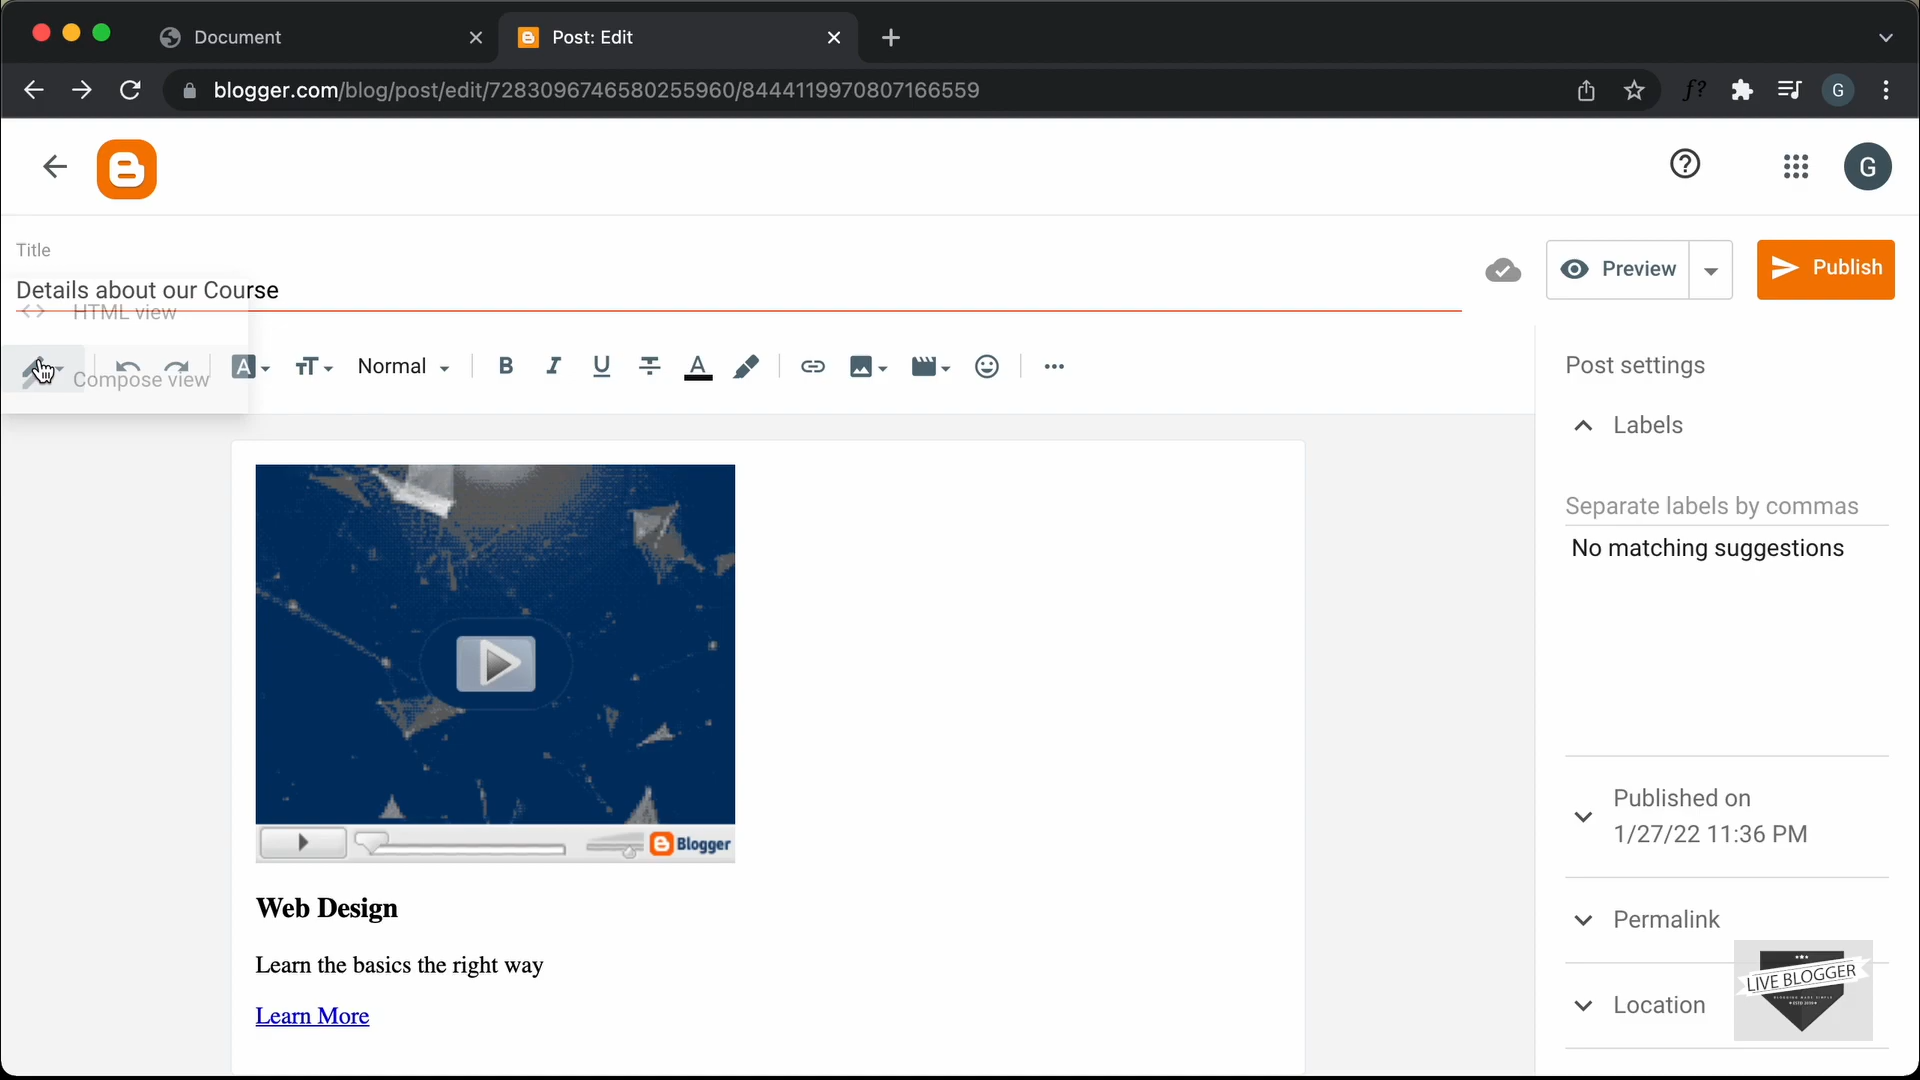 Document
Post: Edit
blogger.com/blog/post/edit/7283096746580255960/8444119970807166559
f?
G
G
Title
Details about our Course
Preview
Publish
HTML view
Compose view
A
Normal
B I U A
Post settings
Labels
Separate labels by commas
No matching suggestions
Blogger
Web Design
Learn the basics the right way
Learn More
Published on
1/27/22 11:36 PM
Permalink
Location
LIVE BLOGGER